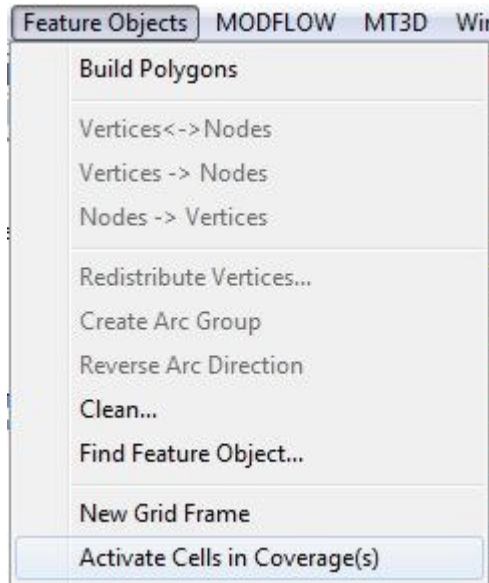 Feature Objects MODFLOW MT3D
Build Polygons
Vertices<->Nodes
Vertices -> Nodes
Nodes -> Vertices
Redistribute Vertices...
Create Arc Group
Reverse Arc Direction
Clean...
Find Feature Object...
New Grid Frame
Activate Cells in Coverage(s)